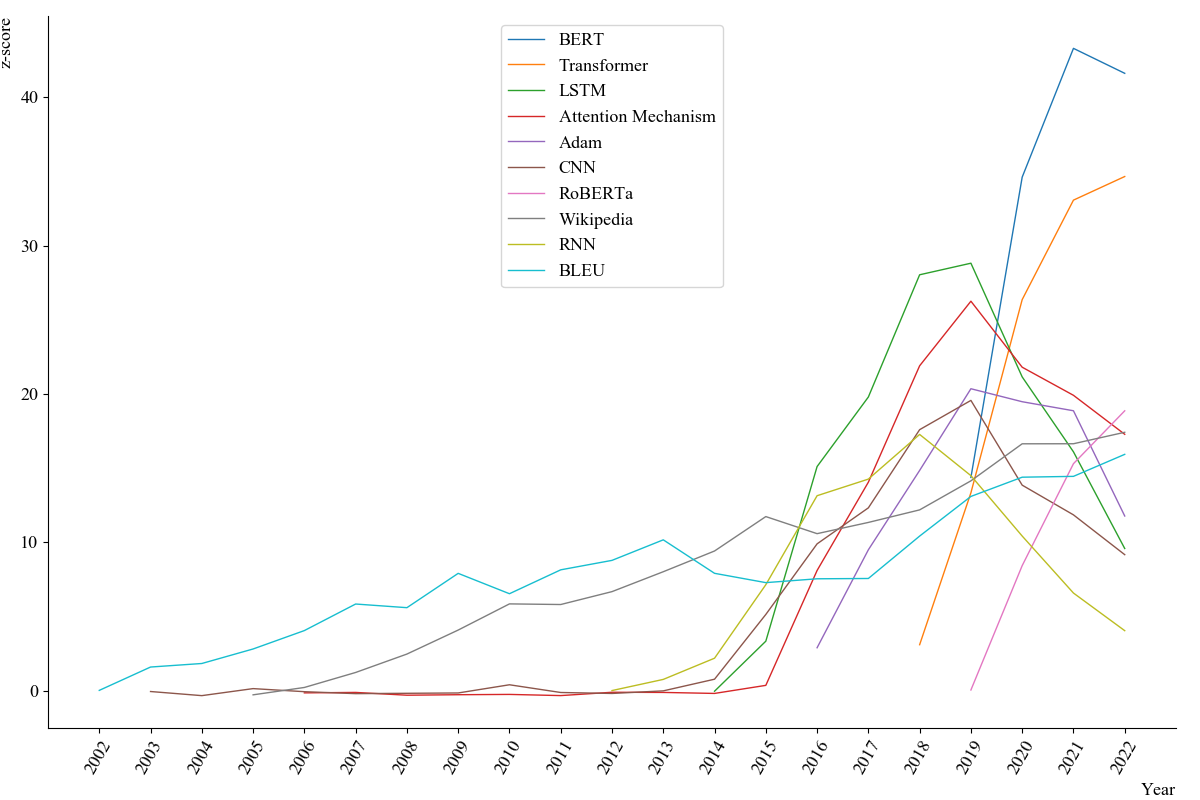 z-score
40
30
20
10
0
BERT
Transformer
LSTM
Attention Mechanism
Adam
CNN
RoBERTa
Wikipedia
RNN
BLEU
2002
2003
2004
2005
2006
2007
2008
2009
2010
2011
2012
2013
2014
2015
2016
2017
2018
2019
2020
2021
2022
Year